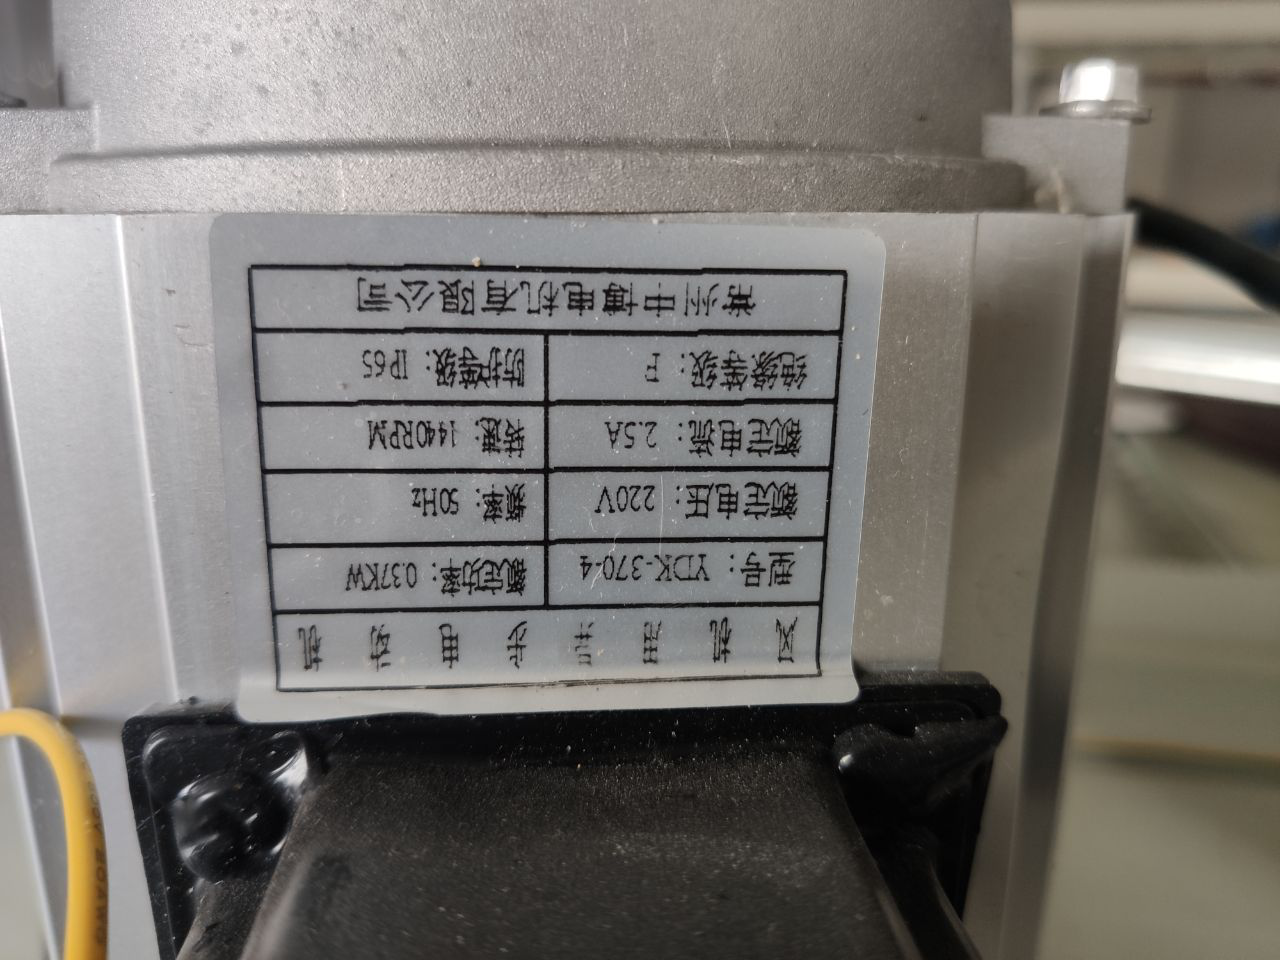 风机用异步电动机
型号：YDK-370-4 额定功率：0.37KW
额定电压：220V 频率：50Hz
额定电流：2.5A 转速：1440RPM
绝缘等级：F 防护等级：IP65
常州中博电机有限公司